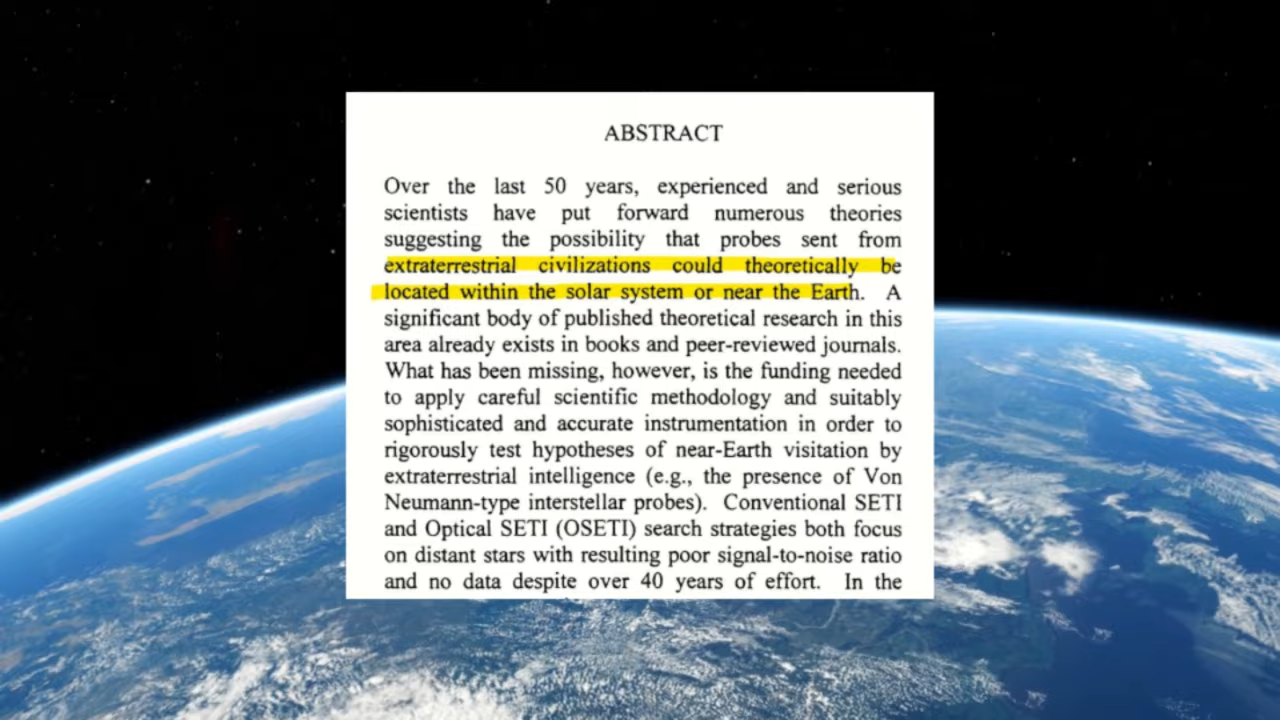 ABSTRACT
Over the last 50 years, experienced and serious
scientists have put forward numerous theories
suggesting the possibility that probes sent from
extraterrestrial civilizations could theoretically be
located within the solar system or near the Earth. A
significant body of published theoretical research in this
area already exists in books and peer-reviewed journals.
What has been missing, however, is the funding needed
to apply careful scientific methodology and suitably
sophisticated and accurate instrumentation in order to
rigorously test hypotheses of near-Earth visitation by
extraterrestrial intelligence (e.g., the presence of Von
Neumann-type interstellar probes). Conventional SETI
and Optical SETI (OSETI) search strategies both focus
on distant stars with resulting poor signal-to-noise ratio
and no data despite over 40 years of effort. In the